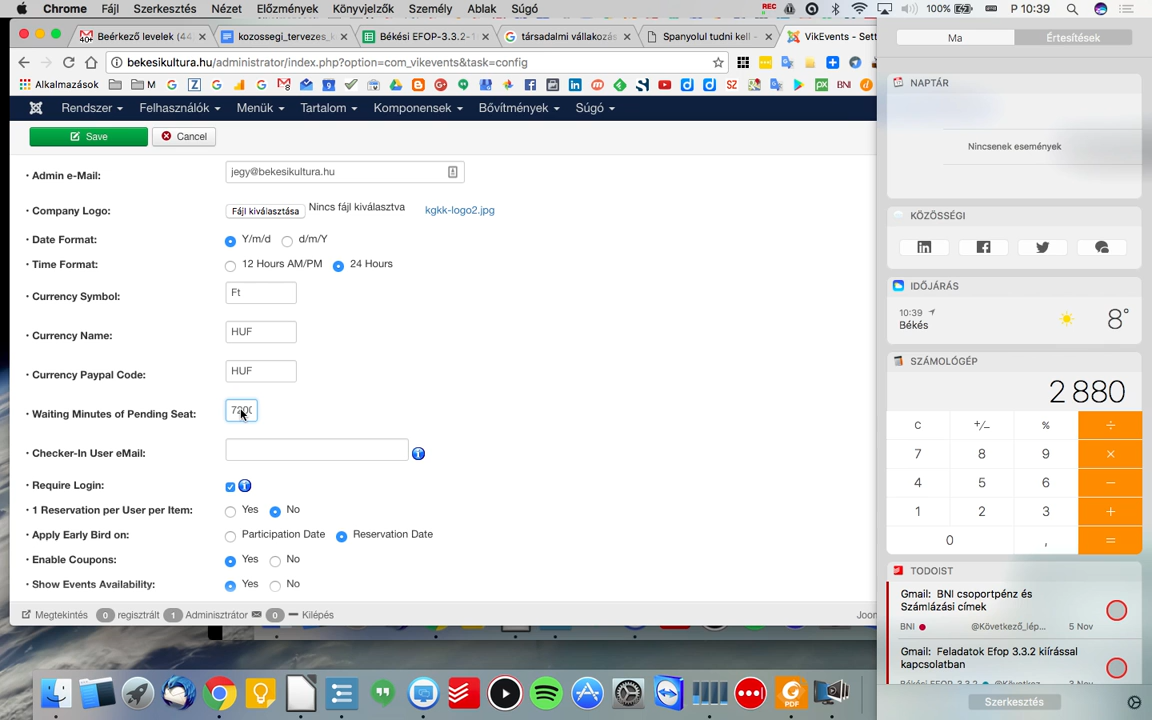 Chrome Fájl Szerkesztés Nézet Előzmények Könyvjelzők Személy Ablak Súgó REC 100% P 10:39
40+ Beérkező levelek (44 kozossegi_tervezes_ Békési EFOP-3.3.2-1 társadalmi vállalkozás Spanyolul tudni kell - VikEvents - Sett
bekesikultura.hu/administrator/index.php?option=com_vikevents&task=config
Alkalmazások M
Rendszer Felhasználók Menük Tartalom Komponensek Bővítmények Súgó
Save Cancel
• Admin e-Mail: jegy@bekesikultura.hu
• Company Logo: Fájl kiválasztása Nincs fájl kiválasztva kgkk-logo2.jpg
• Date Format: Y/m/d d/m/Y
• Time Format: 12 Hours AM/PM 24 Hours
• Currency Symbol: Ft
• Currency Name: HUF
• Currency Paypal Code: HUF
• Waiting Minutes of Pending Seat:
• Checker-In User eMail:
• Require Login:
• 1 Reservation per User per Item: Yes No
• Apply Early Bird on: Participation Date Reservation Date
• Enable Coupons: Yes No
• Show Events Availability: Yes No
Megtekintés 0 regisztrált 1 Adminisztrátor 0 Kilépés Joom
Ma Értesítések
NAPTÁR
Nincsenek események
KÖZÖSSÉGI
IDŐJÁRÁS
10:39
Békés
8°
SZÁMOLÓGÉP
2 880
C +/− % ÷
7 8 9 ×
4 5 6 −
1 2 3 +
0 , =
TODOIST
Gmail: BNI csoportpénz és
Számlázási címek
BNI @Következő_lép... 5 Nov
Gmail: Feladatok Efop 3.3.2 kiírással
kapcsolatban
Szerkesztés